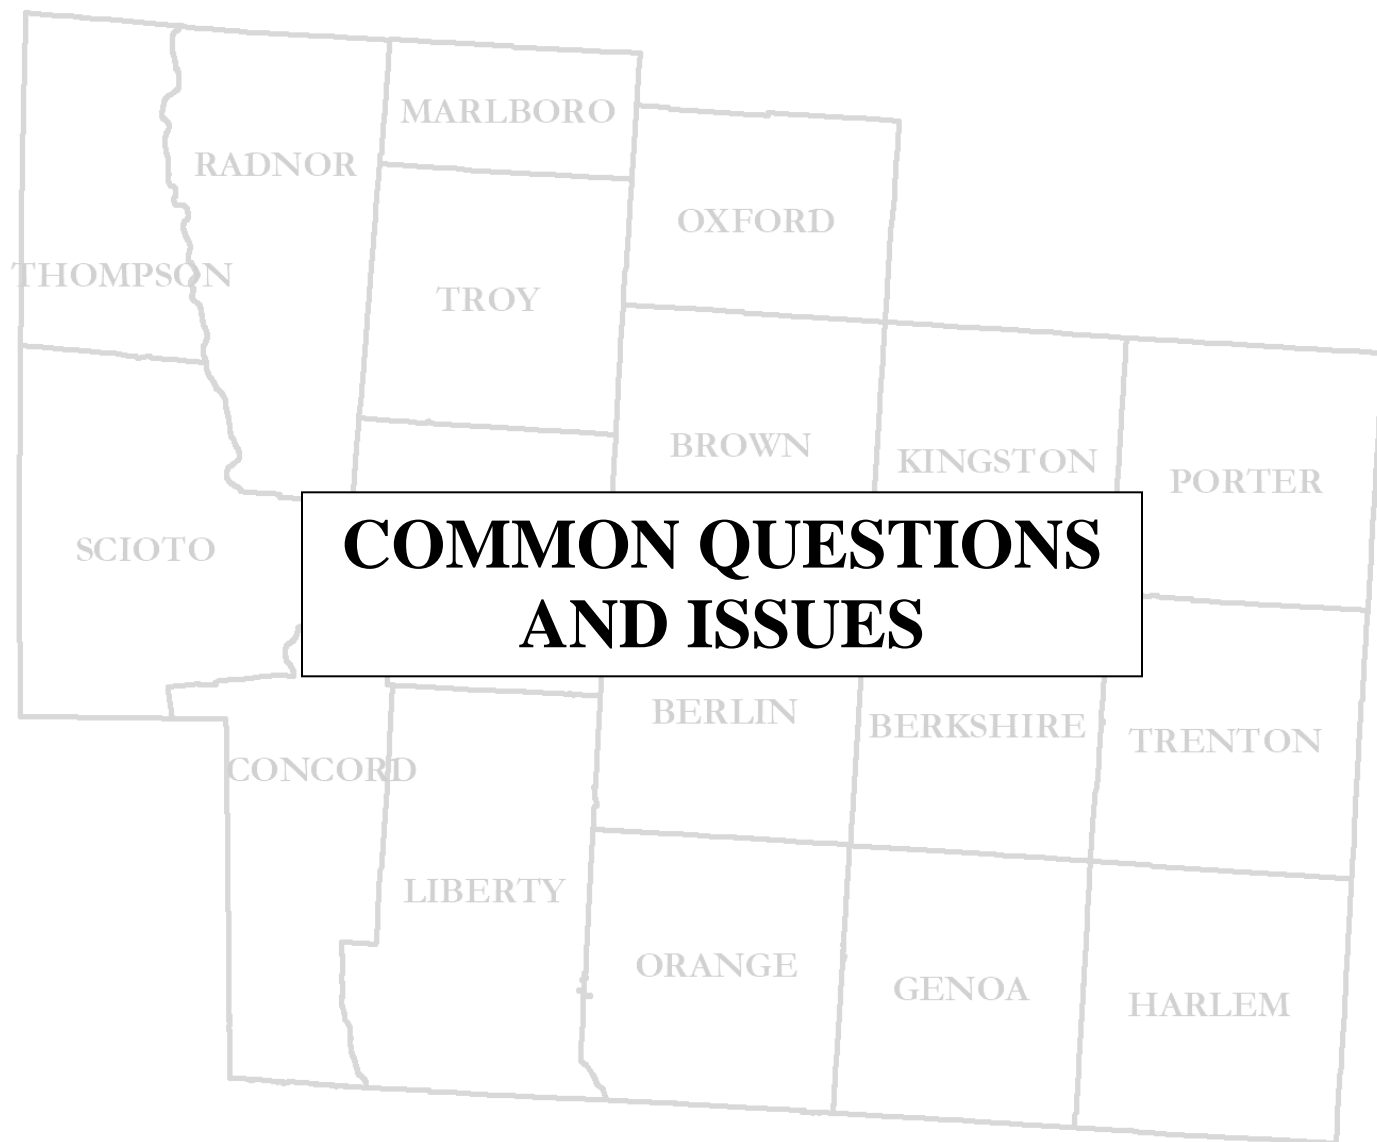 MARLBORO
RADNOR
OXFORD
THOMPSON
TROY
BROWN
KINGSTON
PORTER
SCIOTO
COMMON QUESTIONS
AND ISSUES
BERLIN
BERKSHIRE
TRENTON
CONCORD
LIBERTY
ORANGE
GENOA
HARLEM